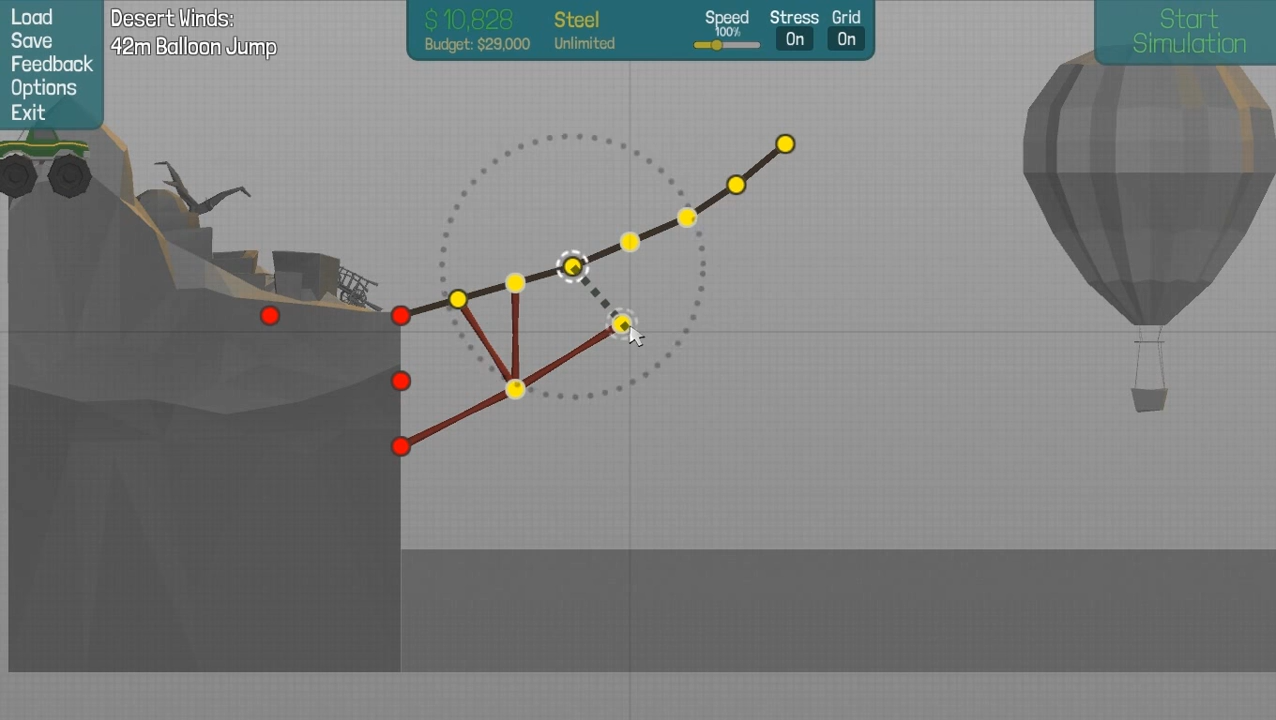 Load
Save
Feedback
Options
Exit
Desert Winds:
42m Balloon Jump
$ 10,828
Budget: $29,000
Steel
Unlimited
Speed
100%
Stress
On
Grid
On
Start
Simulation